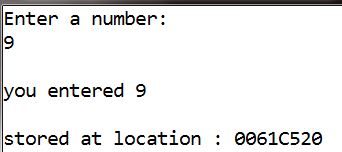 Enter a number:
9
you entered 9
stored at location : 0061C520